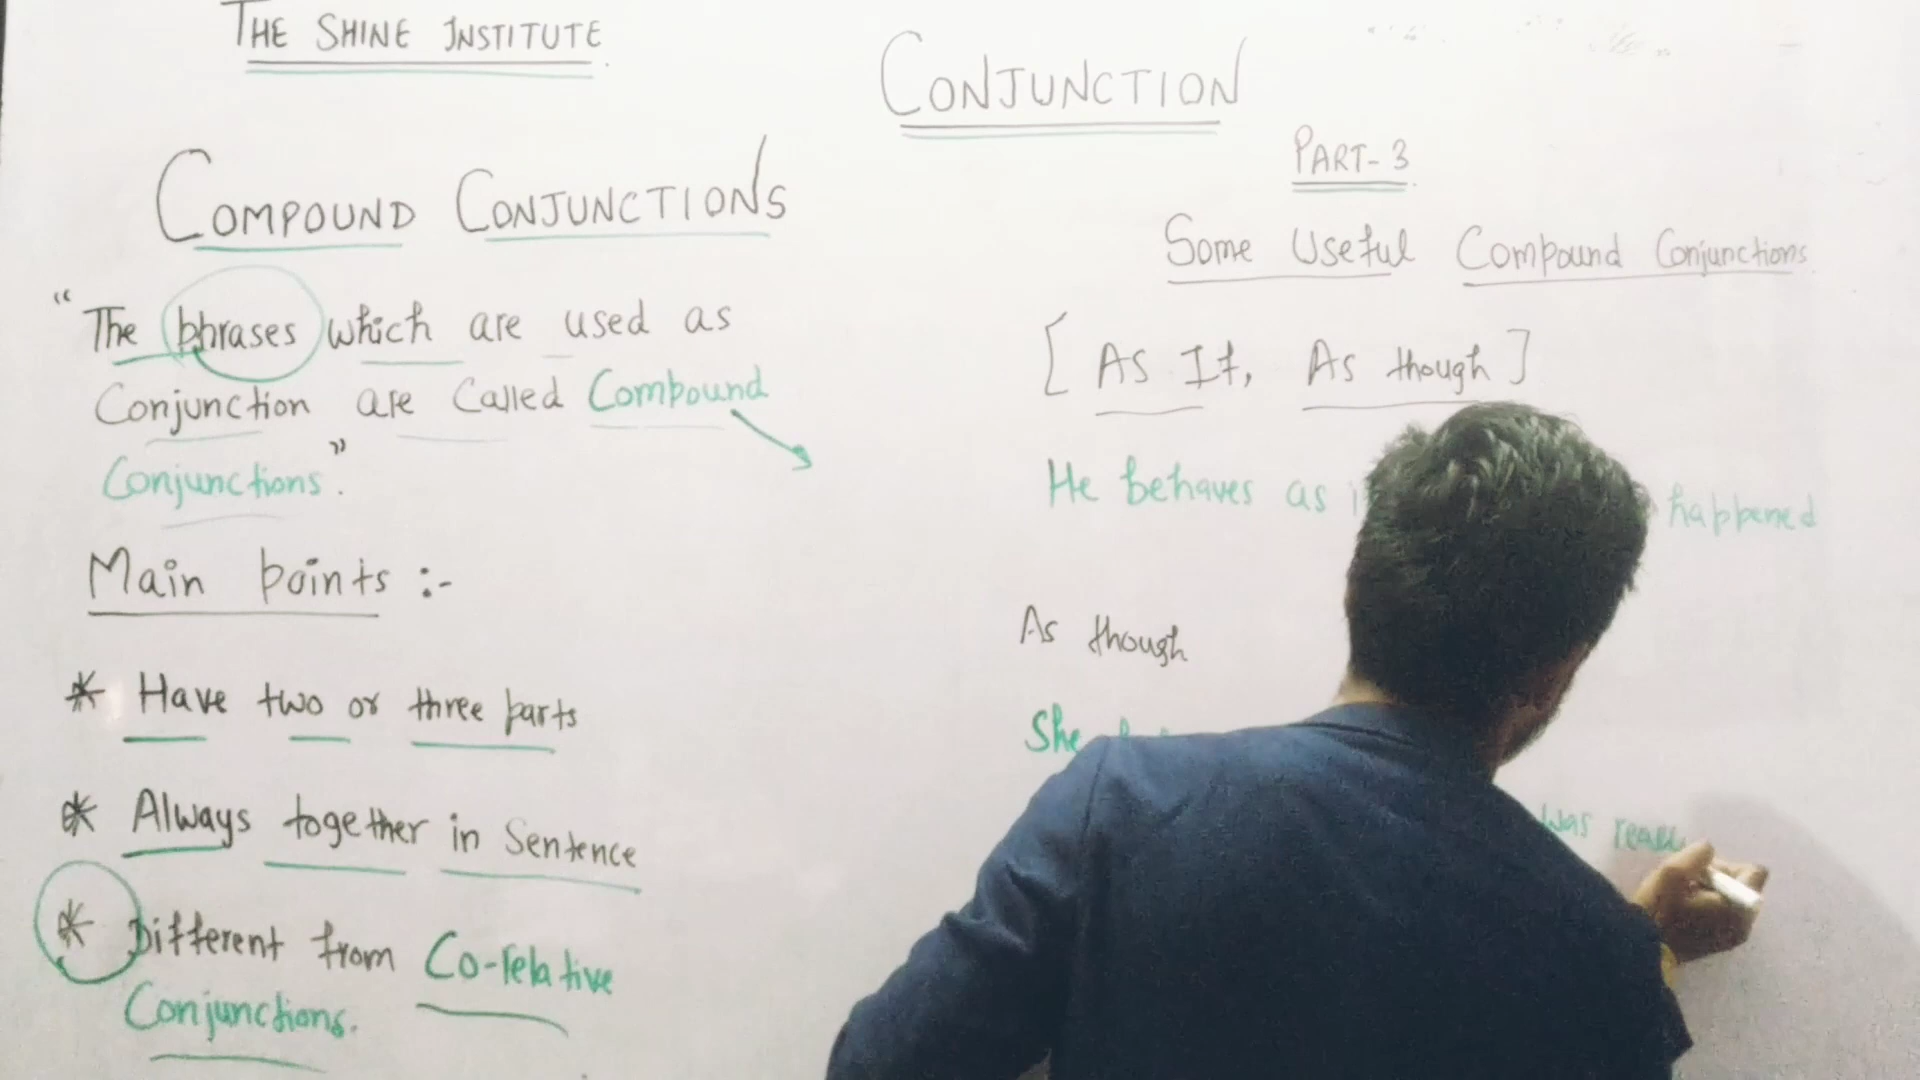 THE SHINE INSTITUTE
CONJUNCTION
PART-3
COMPOUND CONJUNCTIONS
"The phrases which are used as
Conjunction are called Compound
Conjunctions".
Main points :-
* Have two or three parts
* Always together in Sentence
* Different from Co-relative
Conjunctions.
Some Useful Compound Conjunctions
[ As If, As though ]
He behaves as happened
As though
She
was